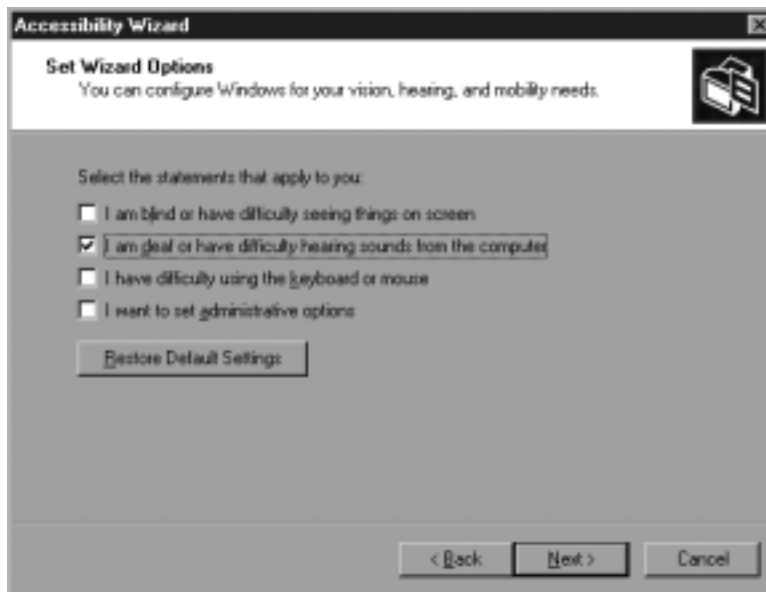 Accessibility Wizard
Set Wizard Options
You can configure Windows for your vision, hearing, and mobility needs.
Select the statements that apply to you:
I am blind or have difficulty seeing things on screen
I am deaf or have difficulty hearing sounds from the computer
I have difficulty using the keyboard or mouse
I want to set administrative options
Restore Default Settings
< Back Next > Cancel